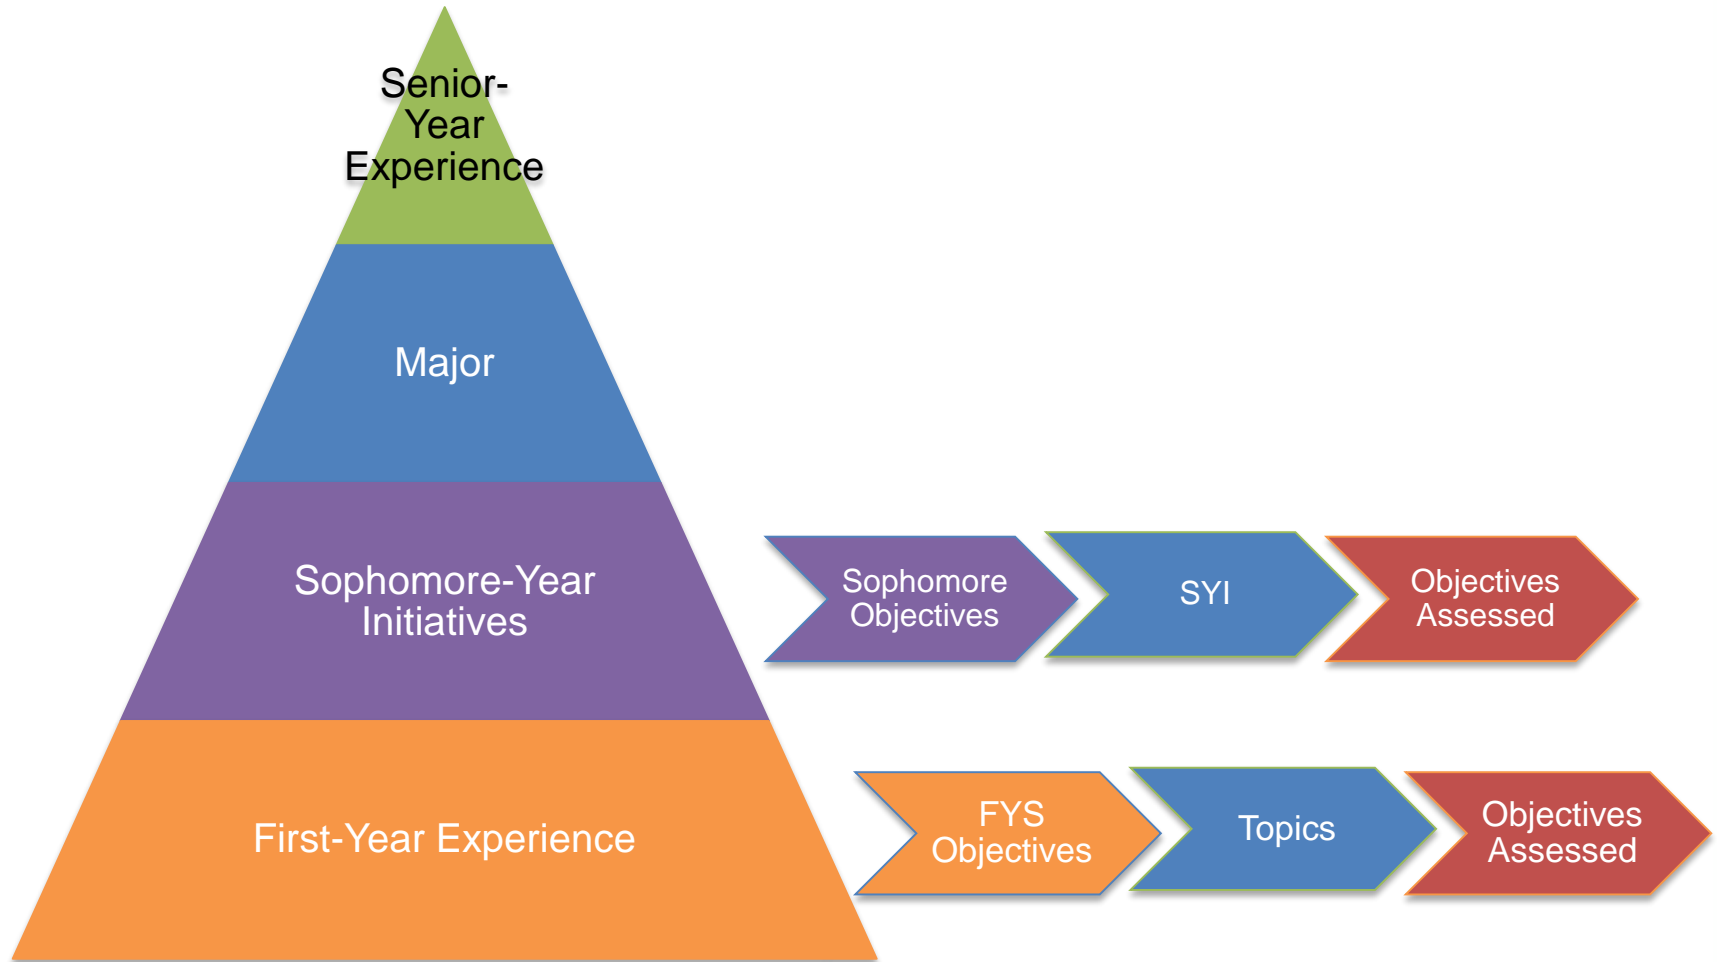 Senior-
Year
Experience
Major
Sophomore-Year
Initiatives
Sophomore
Objectives
SYI
Objectives
Assessed
First-Year Experience
FYS
Objectives
Topics
Objectives
Assessed